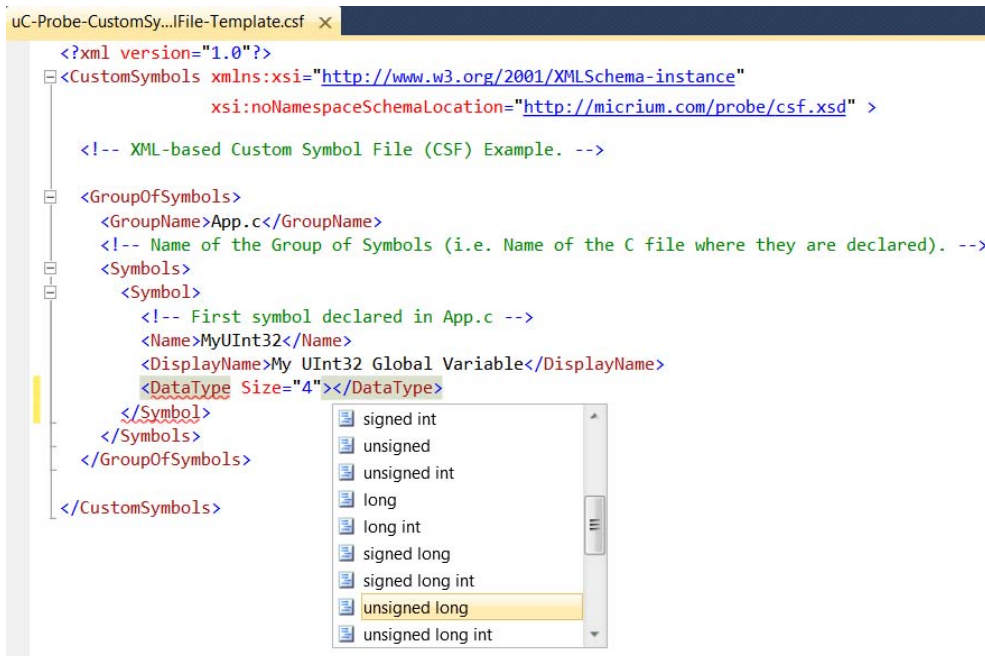 uC-Probe-CustomSy...lFile-Template.csf
<?xml version="1.0"?>
<CustomSymbols xmlns:xsi="http://www.w3.org/2001/XMLSchema-instance"
xsi:noNamespaceSchemaLocation="http://micrium.com/probe/csf.xsd" >
<!-- XML-based Custom Symbol File (CSF) Example. -->
<GroupOfSymbols>
<GroupName>App.c</GroupName>
<!-- Name of the Group of Symbols (i.e. Name of the C file where they are declared). -->
<Symbols>
<Symbol>
<!-- First symbol declared in App.c -->
<Name>MyUInt32</Name>
<DisplayName>My UInt32 Global Variable</DisplayName>
<DataType Size="4"></DataType>
</Symbol>
</Symbols>
</GroupOfSymbols>
</CustomSymbols>
signed int
unsigned
unsigned int
long
long int
signed long
signed long int
unsigned long
unsigned long int